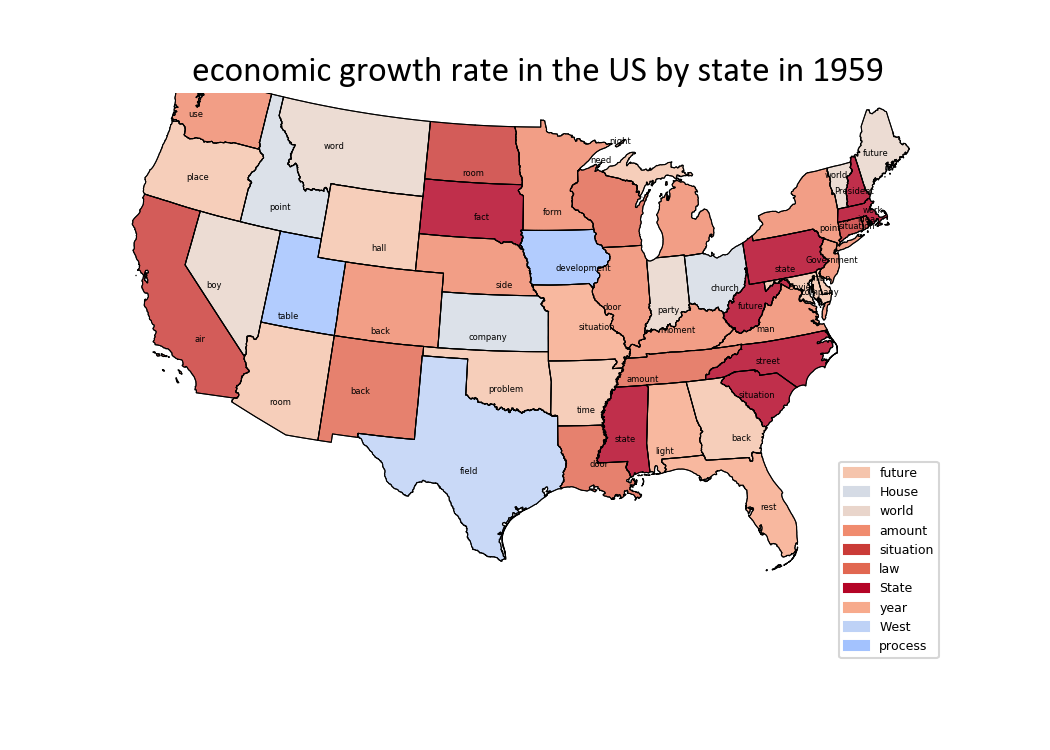 economic growth rate in the US by state in 1959
use
night
need
word
future
place
room
world
President
point
fact
form
work
hall
point
situation
development
state
Government
boy
side
church
company
table
door
party
future
back
situation
moment
man
air
company
street
amount
problem
back
situation
room
time
light
back
state
field
door
rest
future
House
world
amount
situation
law
State
year
West
process